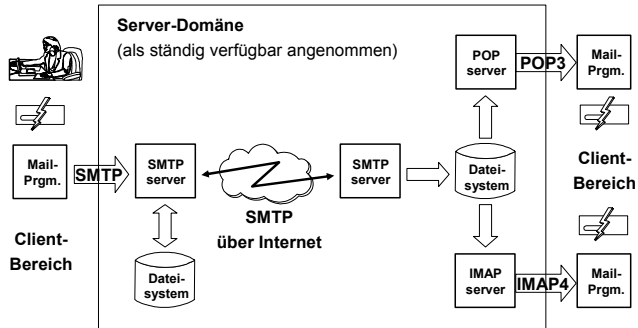 Server-Domäne
(als ständig verfügbar angenommen)
Mail-
Prgm.
SMTP
Client-
Bereich
SMTP
server
Datei-
system
SMTP
über Internet
SMTP
server
Datei-
system
POP
server
POP3
Mail-
Prgm.
Client-
Bereich
IMAP
server
IMAP4
Mail-
Prgm.